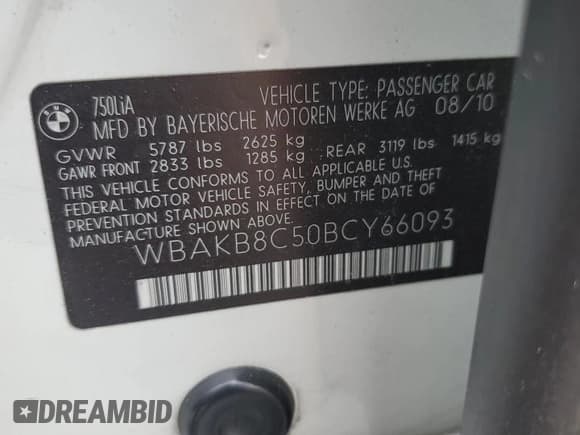 BMW
750LiA
VEHICLE TYPE: PASSENGER CAR
MFD BY BAYERISCHE MOTOREN WERKE AG 08/10
GVWR 5787 lbs 2625 kg
GAWR FRONT 2833 lbs 1285 kg REAR 3119 lbs 1415 kg
THIS VEHICLE CONFORMS TO ALL APPLICABLE U.S.
FEDERAL MOTOR VEHICLE SAFETY, BUMPER AND THEFT
PREVENTION STANDARDS IN EFFECT ON THE DATE OF
MANUFACTURE SHOWN ABOVE.
WBAKB8C50BCY66093
DREAMBID